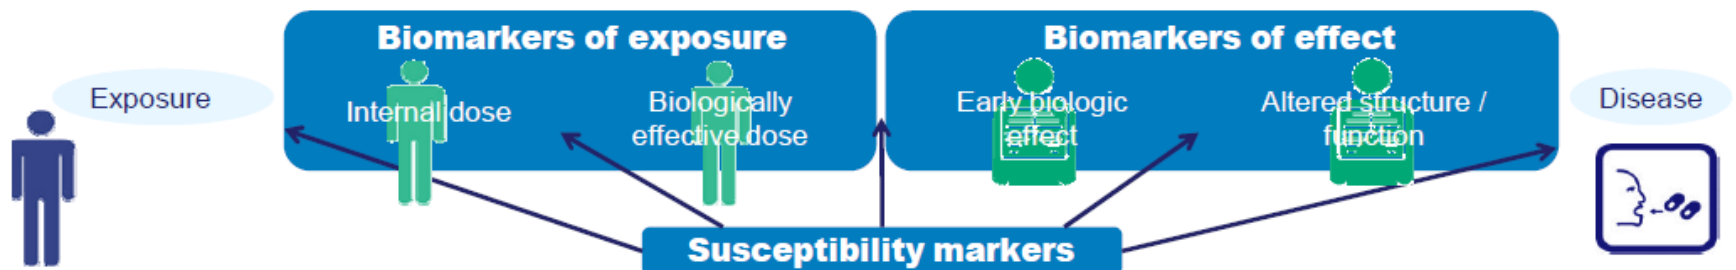 Biomarkers of exposure
Biomarkers of effect
Exposure
Internal dose
Biologically
effective dose
Early biologic
effect
Altered structure /
function
Disease
Susceptibility markers